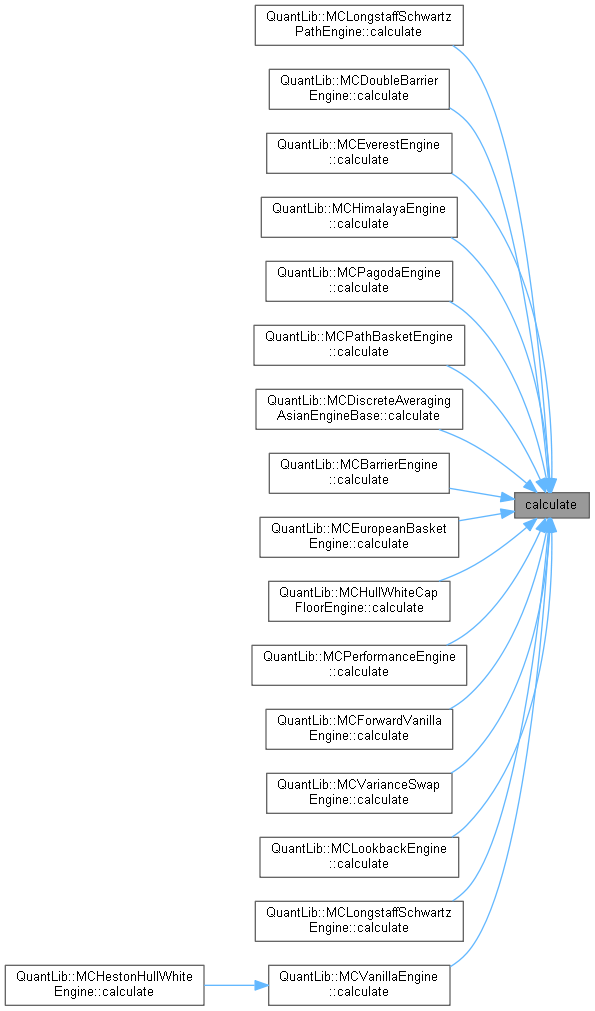 QuantLib::MCLongstaffSchwartz
PathEngine::calculate
QuantLib::MCDoubleBarrier
Engine::calculate
QuantLib::MCEverestEngine
::calculate
QuantLib::MCHimalayaEngine
::calculate
QuantLib::MCPagodaEngine
::calculate
QuantLib::MCPathBasketEngine
::calculate
QuantLib::MCDiscreteAveraging
AsianEngineBase::calculate
QuantLib::MCBarrierEngine
::calculate
calculate
QuantLib::MCEuropeanBasket
Engine::calculate
QuantLib::MCHullWhiteCap
FloorEngine::calculate
QuantLib::MCPerformanceEngine
::calculate
QuantLib::MCForwardVanilla
Engine::calculate
QuantLib::MCVarianceSwap
Engine::calculate
QuantLib::MCLookbackEngine
::calculate
QuantLib::MCLongstaffSchwartz
Engine::calculate
QuantLib::MCHestonHullWhite
Engine::calculate
QuantLib::MCVanillaEngine
::calculate